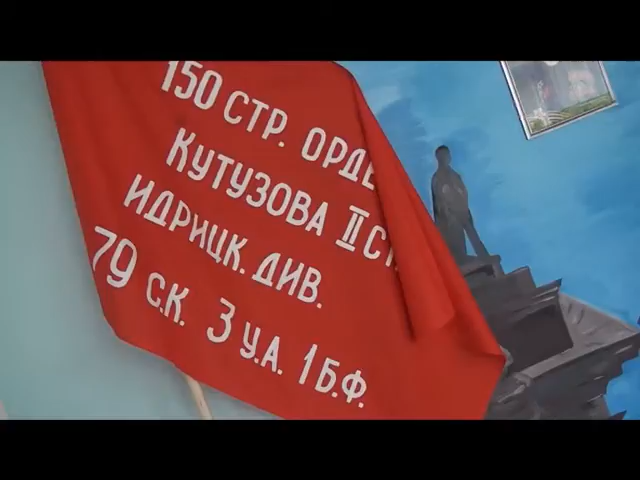 150 СТР. ОРДЕ
КУТУЗОВА II СТ.
ИДРИЦК. ДИВ.
79 С.К. 3 У.А. 1 Б.Ф.